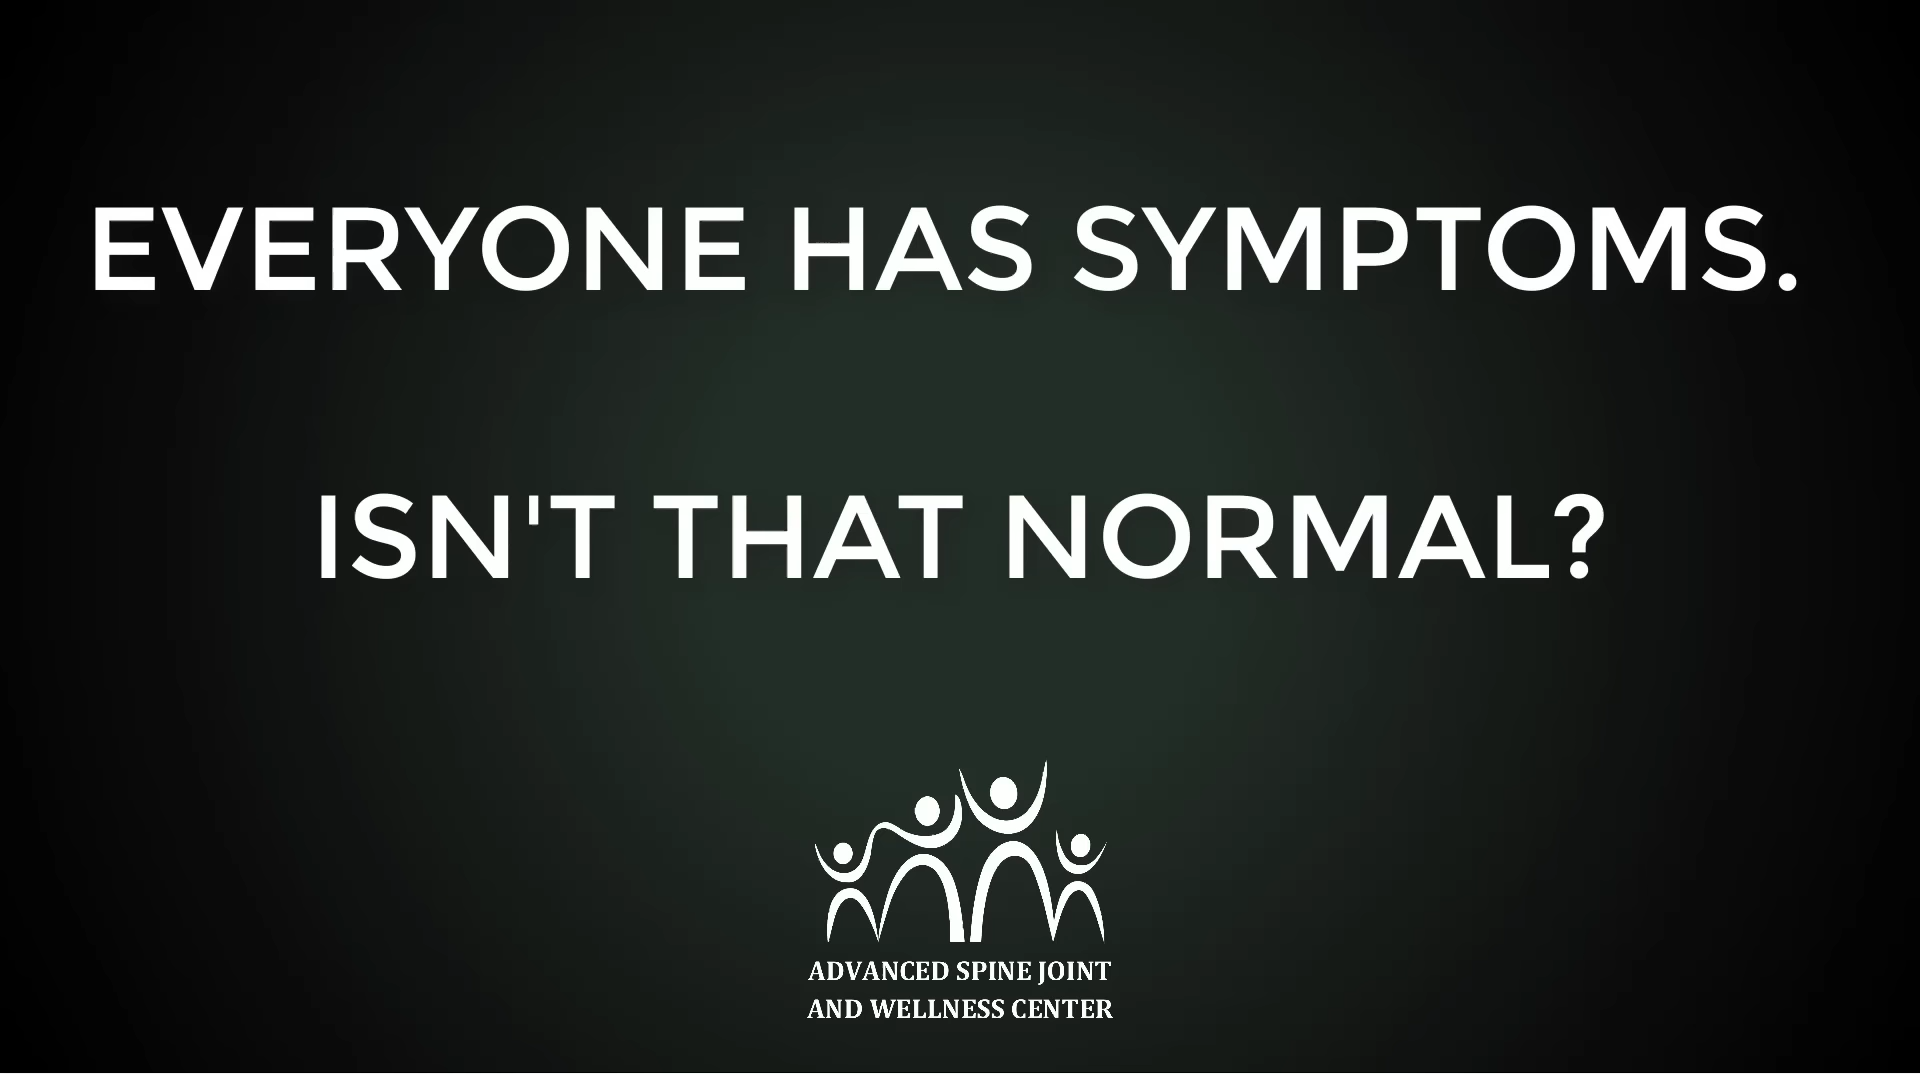 EVERYONE HAS SYMPTOMS.
ISN'T THAT NORMAL?
ADVANCED SPINE JOINT
AND WELLNESS CENTER